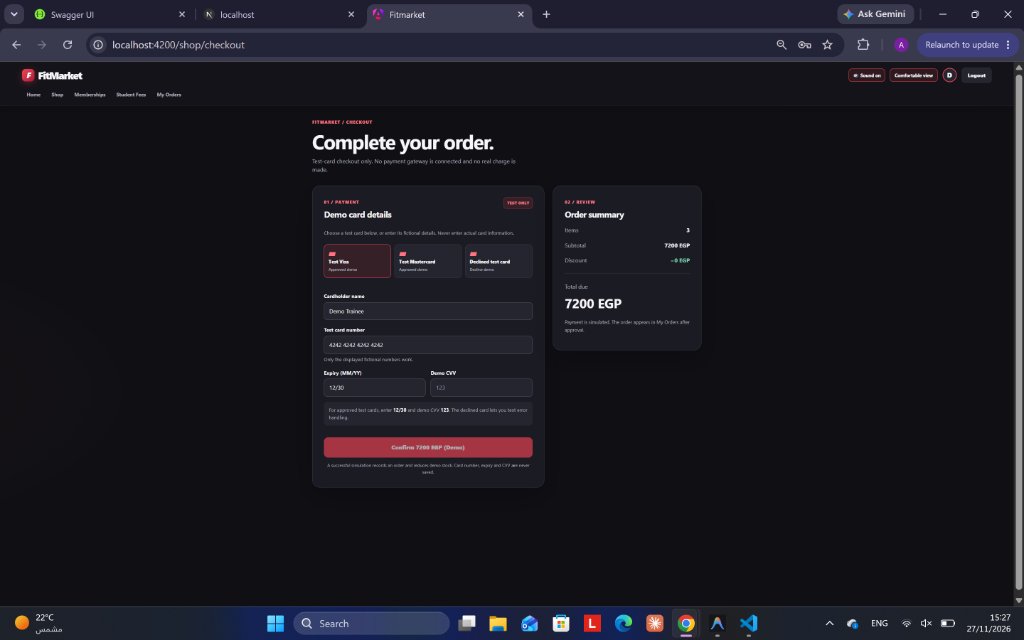 Swagger UI
localhost
Fitmarket
Ask Gemini
localhost:4200/shop/checkout
A
Relaunch to update
F FitMarket
Sound on
Comfortable view
D
Logout
Home
Shop
Memberships
Student Fees
My Orders
FITMARKET / CHECKOUT
Complete your order.
Test-card checkout only. No payment gateway is connected and no real charge is
made.
01 / PAYMENT
TEST ONLY
Demo card details
Choose a test card below, or enter its fictional details. Never enter actual card information.
Test Visa
Approved demo
Test Mastercard
Approved demo
Declined test card
Decline demo
Cardholder name
Demo Trainee
Test card number
4242 4242 4242 4242
Only the displayed fictional numbers work.
Expiry (MM/YY)
Demo CVV
12/30
123
For approved test cards, enter 12/30 and demo CVV 123. The declined card lets you test error
handling.
Confirm 7200 EGP (Demo)
A successful simulation records an order and reduces demo stock. Card number, expiry and CVV are never
saved.
02 / REVIEW
Order summary
Items
3
Subtotal
7200 EGP
Discount
-0 EGP
Total due
7200 EGP
Payment is simulated. The order appears in My Orders after
approval.
22°C
مشمس
Search
L
ENG
15:27
27/11/2026